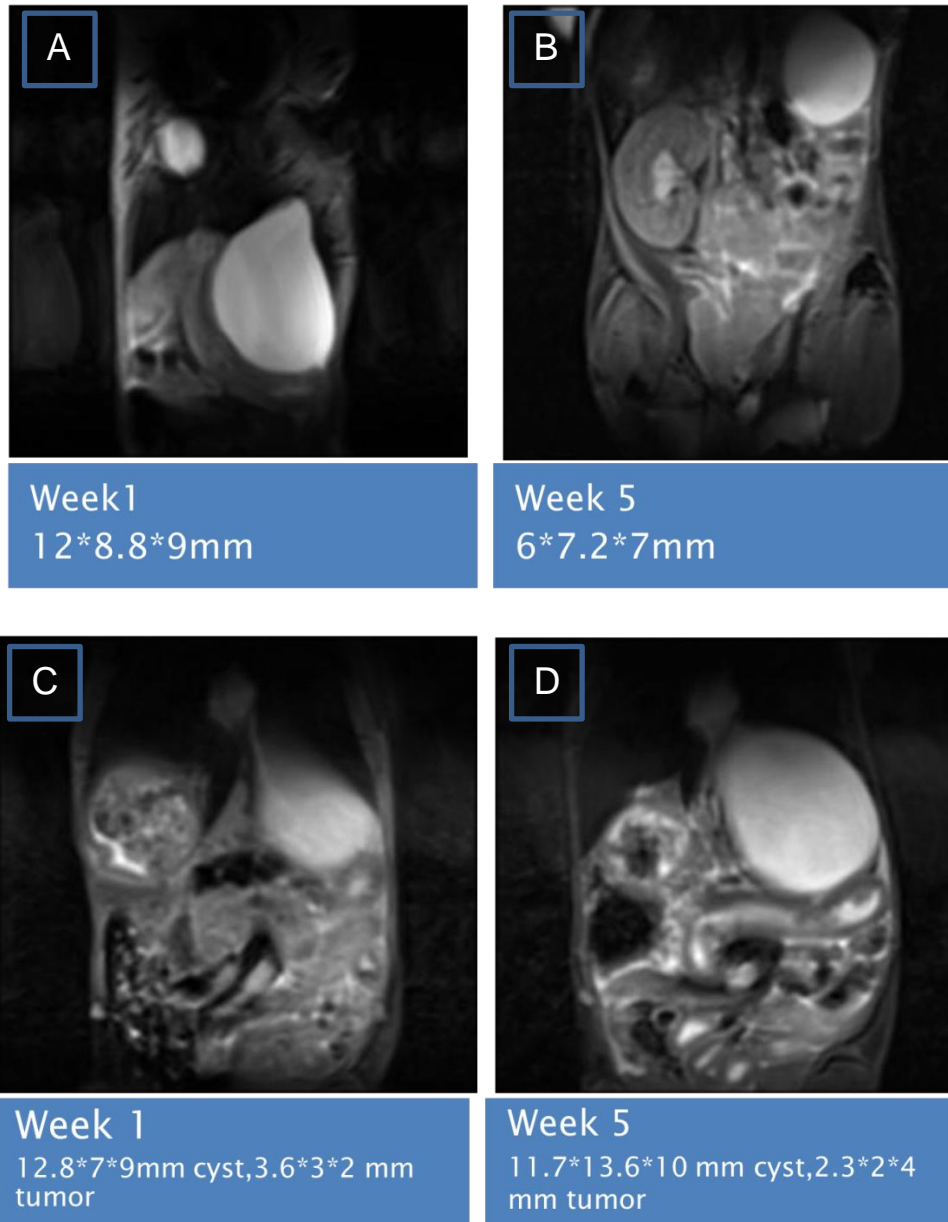 A
B
Week1
12*8.8*9mm
Week 5
6*7.2*7mm
C
D
Week 1
12.8*7*9mm cyst,3.6*3*2 mm
tumor
Week 5
11.7*13.6*10 mm cyst,2.3*2*4
mm tumor